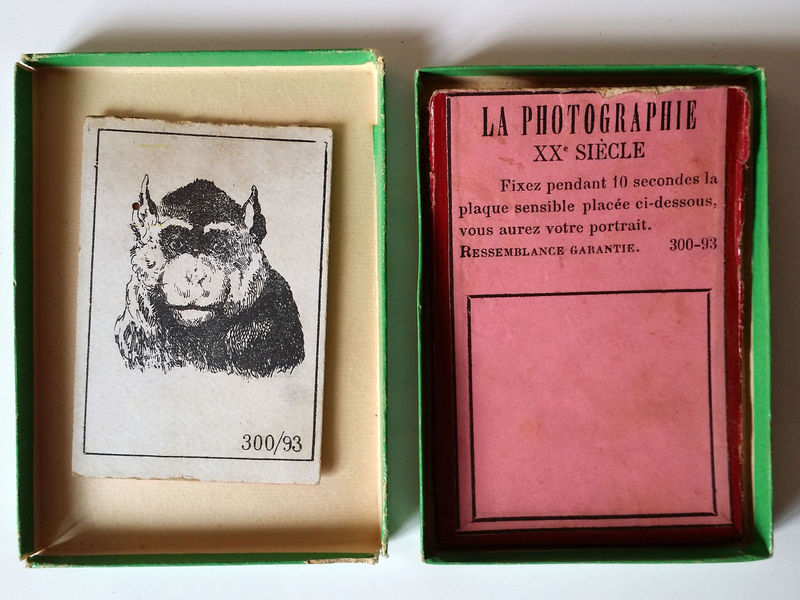 300/93
LA PHOTOGRAPHIE
XXe SIÈCLE
Fixez pendant 10 secondes la
plaque sensible placée ci-dessous,
vous aurez votre portrait.
RESSEMBLANCE GARANTIE. 300-93